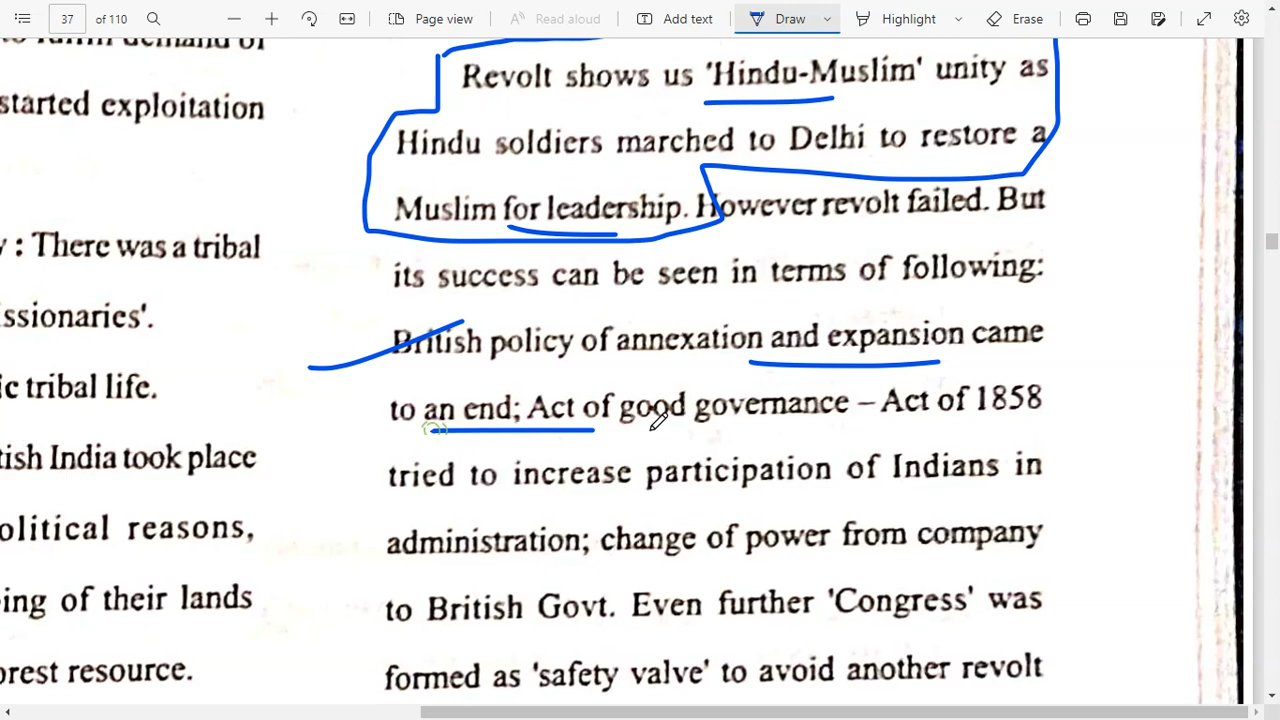 37 of 110 Page view Read aloud Add text Draw Highlight Erase
started exploitation
: There was a tribal
ssionaries'.
ic tribal life.
tish India took place
olitical reasons,
ing of their lands
orest resource.
Revolt shows us 'Hindu-Muslim' unity as
Hindu soldiers marched to Delhi to restore a
Muslim for leadership. However revolt failed. But
its success can be seen in terms of following:
British policy of annexation and expansion came
to an end; Act of good governance – Act of 1858
tried to increase participation of Indians in
administration; change of power from company
to British Govt. Even further 'Congress' was
formed as 'safety valve' to avoid another revolt